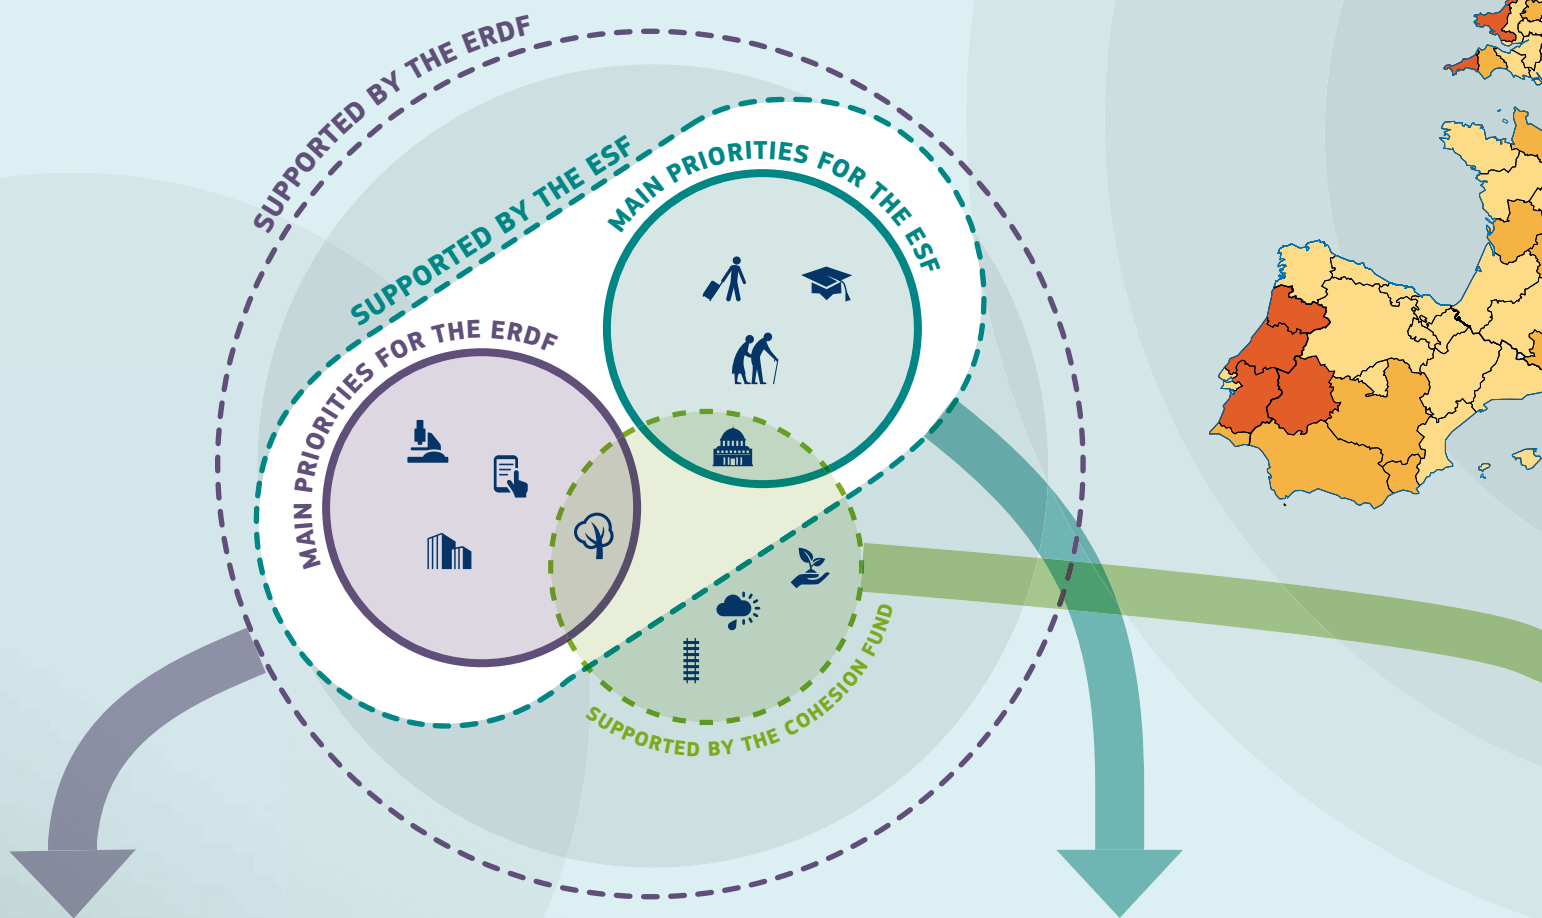 SUPPORTED BY THE ERDF
SUPPORTED BY THE ESF
MAIN PRIORITIES FOR THE ESF
MAIN PRIORITIES FOR THE ERDF
SUPPORTED BY THE COHESION FUND